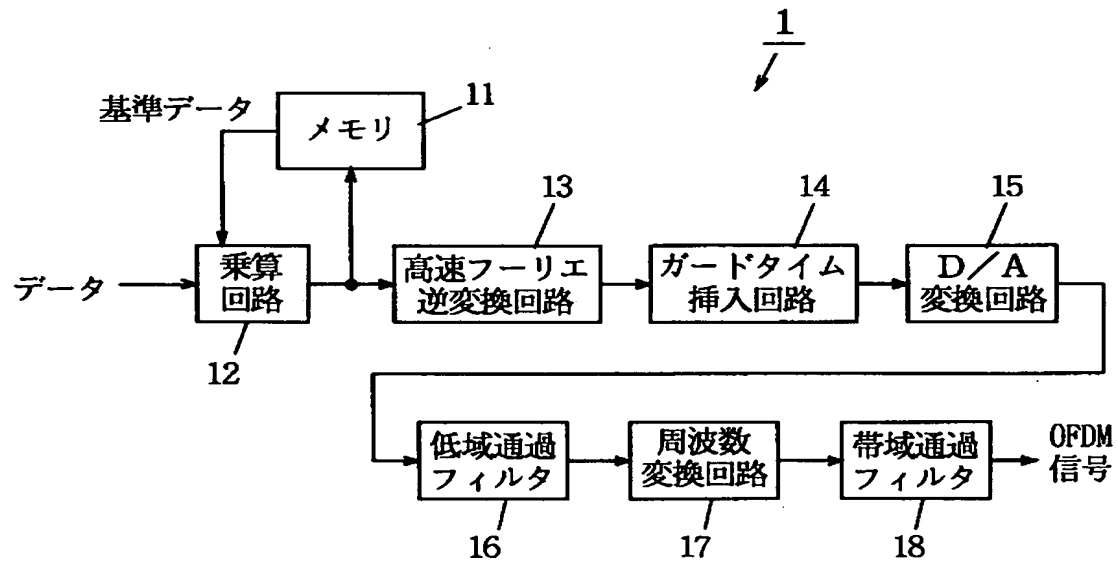 1
基準データ
メモリ
11
13
14
15
データ
乗算
回路
高速フーリエ
逆変換回路
ガードタイム
挿入回路
D/A
変換回路
12
低域通過
フィルタ
周波数
変換回路
帯域通過
フィルタ
OFDM
信号
16
17
18